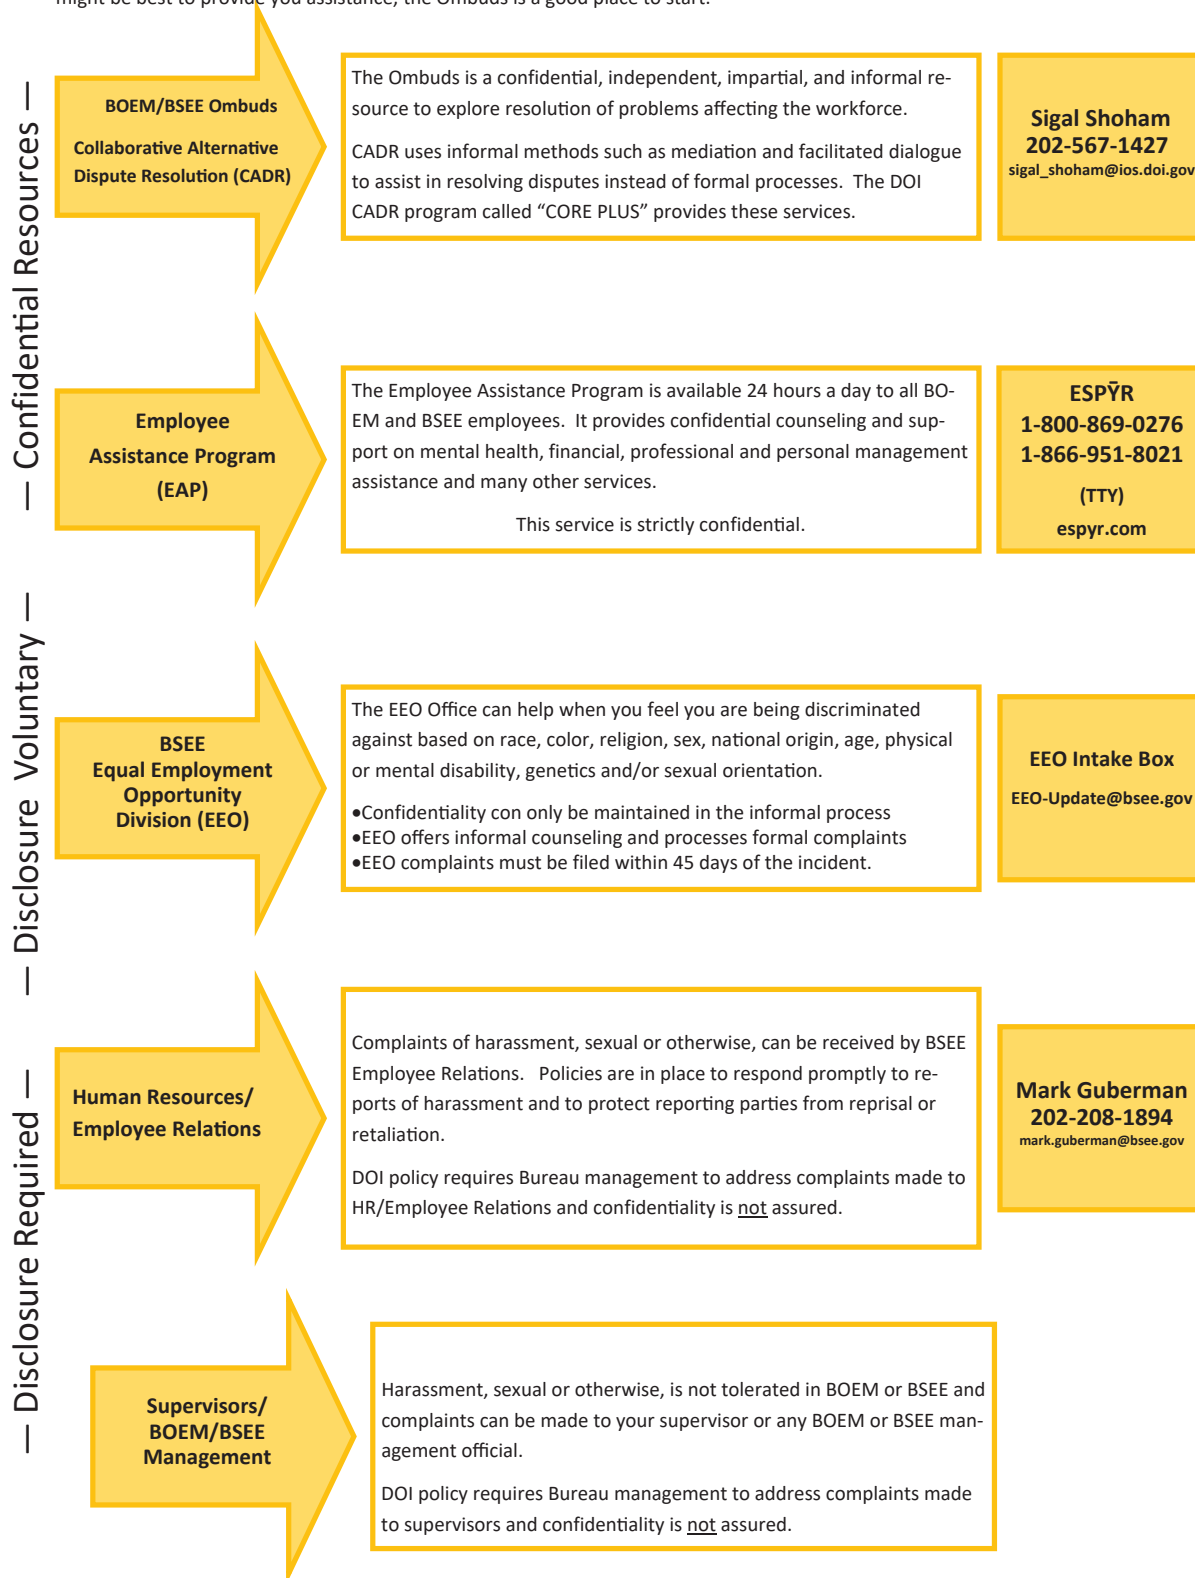 might be best to provide you assistance, the Ombuds is a good place to start.
— Confidential Resources —
BOEM/BSEE Ombuds
Collaborative Alternative
Dispute Resolution (CADR)
The Ombuds is a confidential, independent, impartial, and informal re-
source to explore resolution of problems affecting the workforce.
CADR uses informal methods such as mediation and facilitated dialogue
to assist in resolving disputes instead of formal processes.  The DOI
CADR program called “CORE PLUS” provides these services.
Sigal Shoham
202-567-1427
sigal_shoham@ios.doi.gov
Employee
Assistance Program
(EAP)
The Employee Assistance Program is available 24 hours a day to all BO-
EM and BSEE employees.  It provides confidential counseling and sup-
port on mental health, financial, professional and personal management
assistance and many other services.
This service is strictly confidential.
ESPȲR
1-800-869-0276
1-866-951-8021
(TTY)
espyr.com
— Disclosure  Voluntary —
BSEE
Equal Employment
Opportunity
Division (EEO)
The EEO Office can help when you feel you are being discriminated
against based on race, color, religion, sex, national origin, age, physical
or mental disability, genetics and/or sexual orientation.
•Confidentiality con only be maintained in the informal process
•EEO offers informal counseling and processes formal complaints
•EEO complaints must be filed within 45 days of the incident.
EEO Intake Box
EEO-Update@bsee.gov
— Disclosure Required —
Human Resources/
Employee Relations
Complaints of harassment, sexual or otherwise, can be received by BSEE
Employee Relations.   Policies are in place to respond promptly to re-
ports of harassment and to protect reporting parties from reprisal or
retaliation.
DOI policy requires Bureau management to address complaints made to
HR/Employee Relations and confidentiality is not assured.
Mark Guberman
202-208-1894
mark.guberman@bsee.gov
Supervisors/
BOEM/BSEE
Management
Harassment, sexual or otherwise, is not tolerated in BOEM or BSEE and
complaints can be made to your supervisor or any BOEM or BSEE man-
agement official.
DOI policy requires Bureau management to address complaints made
to supervisors and confidentiality is not assured.